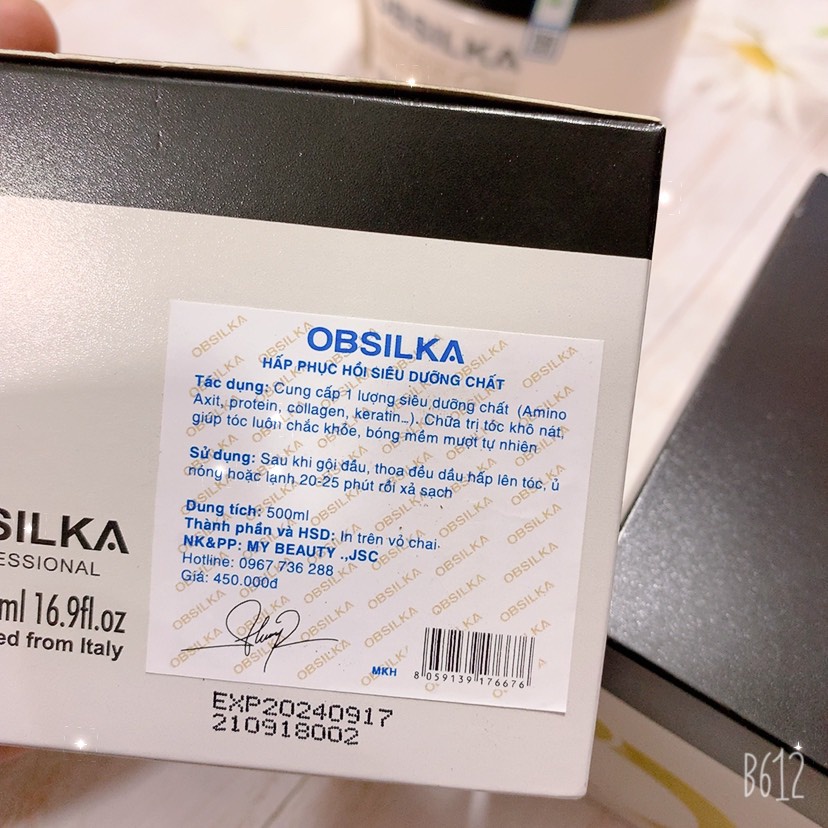 OBSILKA
OBSILKA
HẤP PHỤC HỒI SIÊU DƯỠNG CHẤT
Tác dụng: Cung cấp 1 lượng siêu dưỡng chất (Amino
Axit, protein, collagen, keratin...). Chữa trị tóc khô nát,
giúp tóc luôn chắc khỏe, bóng mềm mượt tự nhiên
Sử dụng: Sau khi gội đầu, thoa đều dầu hấp lên tóc, ủ
nóng hoặc lạnh 20-25 phút rồi xả sạch
Dung tích: 500ml
Thành phần và HSD: In trên vỏ chai
NK&PP: MY BEAUTY .,JSC
Hotline: 0967 736 288
Giá: 450.000đ
MKH
8 059139 176676
SILKA
ESSIONAL
ml 16.9fl.oz
ed from Italy
EXP20240917
210918002
B612